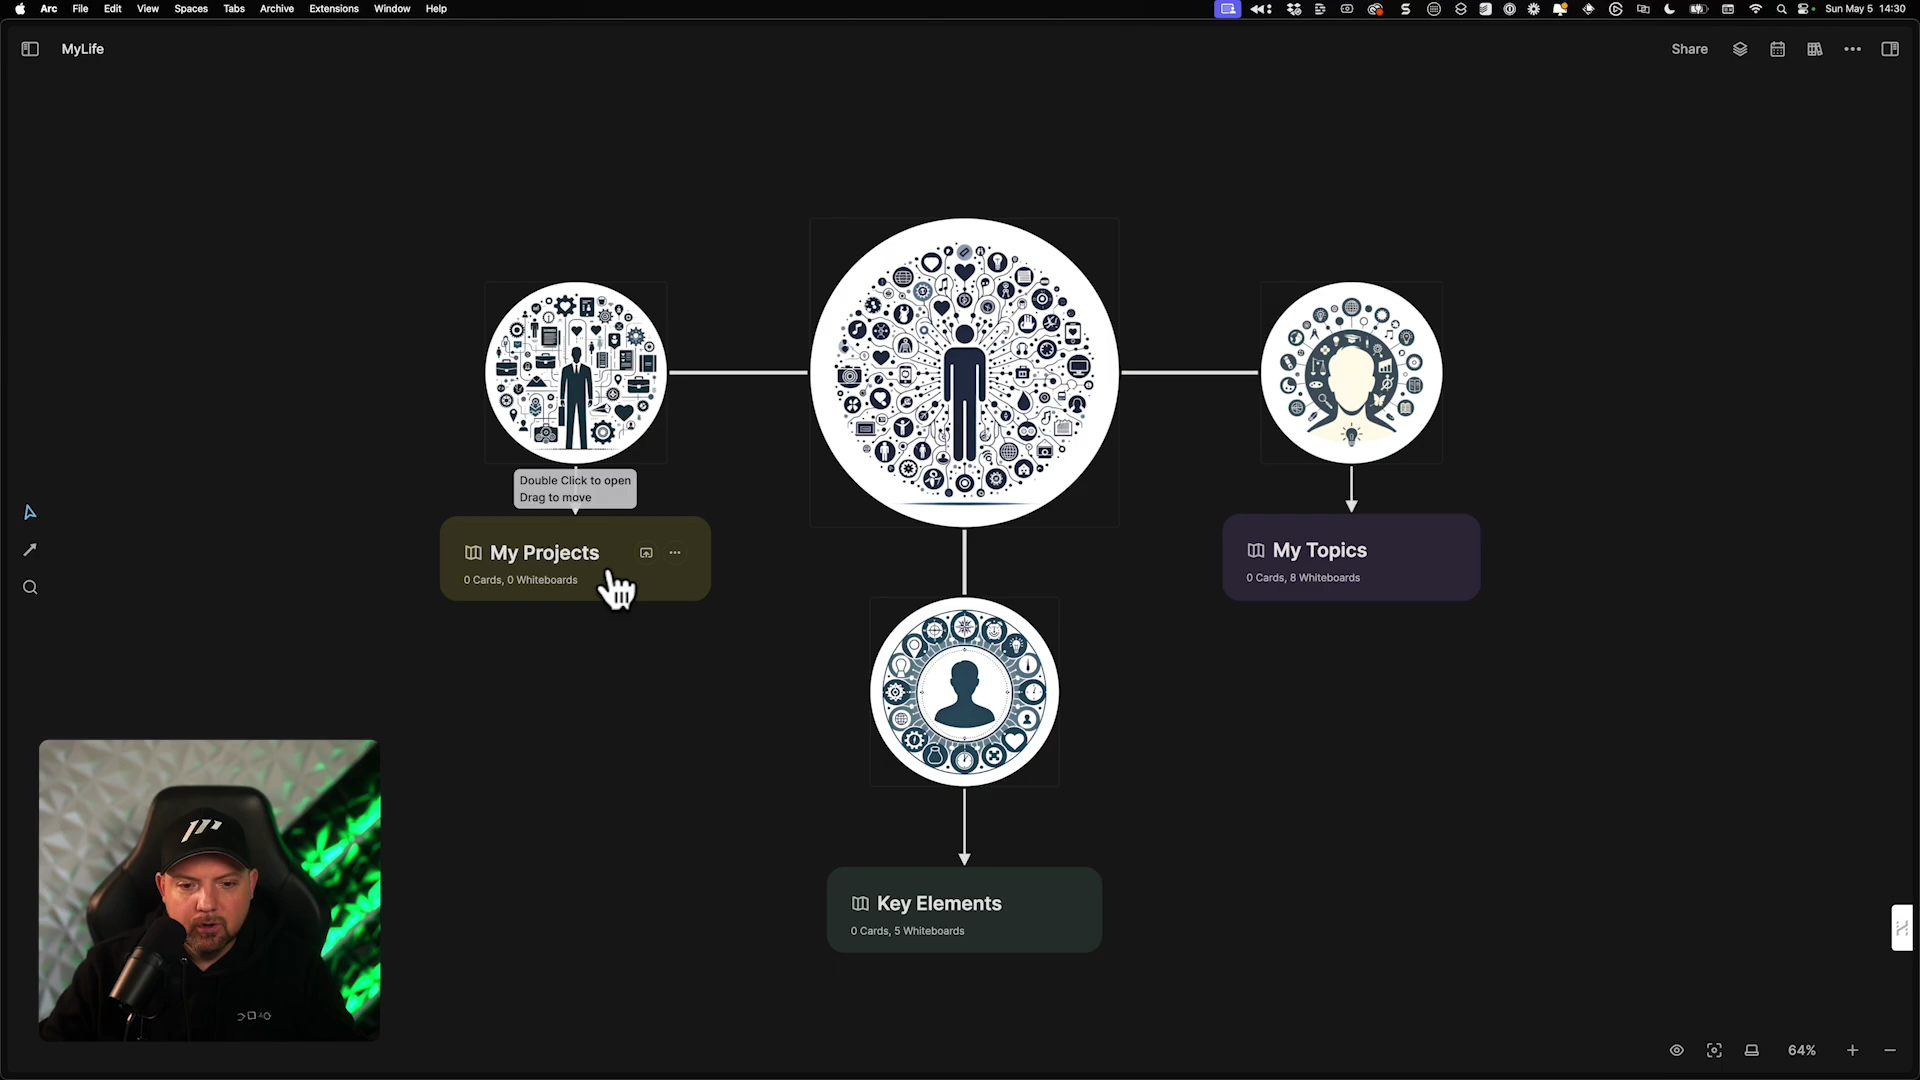 Arc File Edit View Spaces Tabs Archive Extensions Window Help
Sun May 5 14:30
MyLife
Share
Double Click to open
Drag to move
My Projects
0 Cards, 0 Whiteboards
My Topics
0 Cards, 8 Whiteboards
Key Elements
0 Cards, 5 Whiteboards
64%